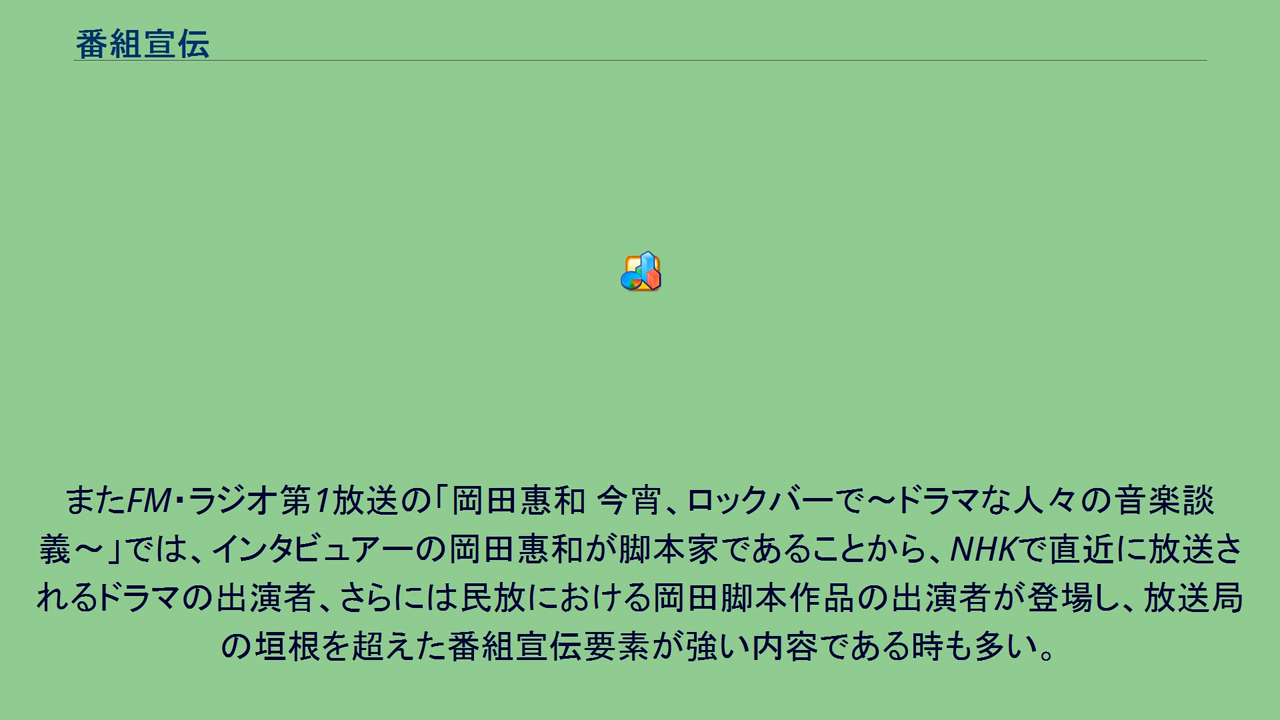 番組宣伝
またFM・ラジオ第1放送の「岡田惠和 今宵、ロックバーで〜ドラマな人々の音楽談
義〜」では、インタビュアーの岡田惠和が脚本家であることから、NHKで直近に放送さ
れるドラマの出演者、さらには民放における岡田脚本作品の出演者が登場し、放送局
の垣根を超えた番組宣伝要素が強い内容である時も多い。